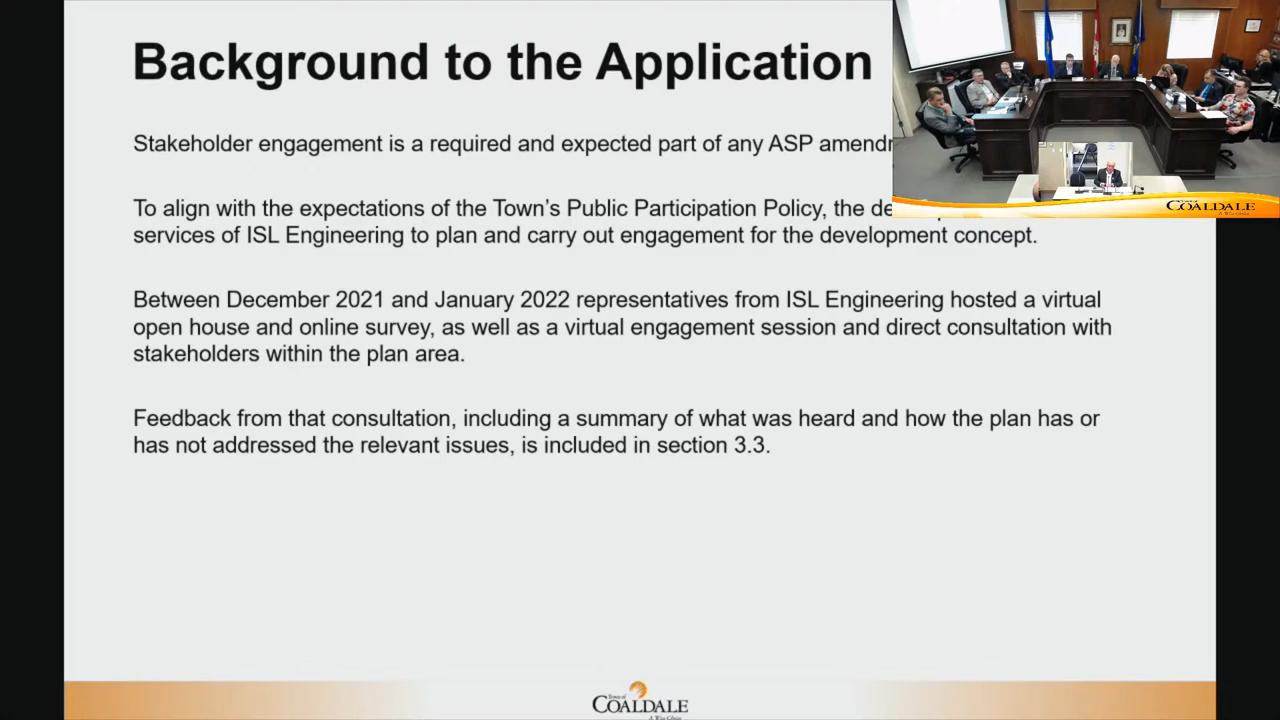 Background to the Application
Stakeholder engagement is a required and expected part of any ASP
To align with the expectations of the Town's Public Participation Policy, the
services of ISL Engineering to plan and carry out engagement for the development concept.
Between December 2021 and January 2022 representatives from ISL Engineering hosted a virtual
open house and online survey, as well as a virtual engagement session and direct consultation with
stakeholders within the plan area.
Feedback from that consultation, including a summary of what was heard and how the plan has or
has not addressed the relevant issues, is included in section 3.3.
COALDALE
Town of
COALDALE